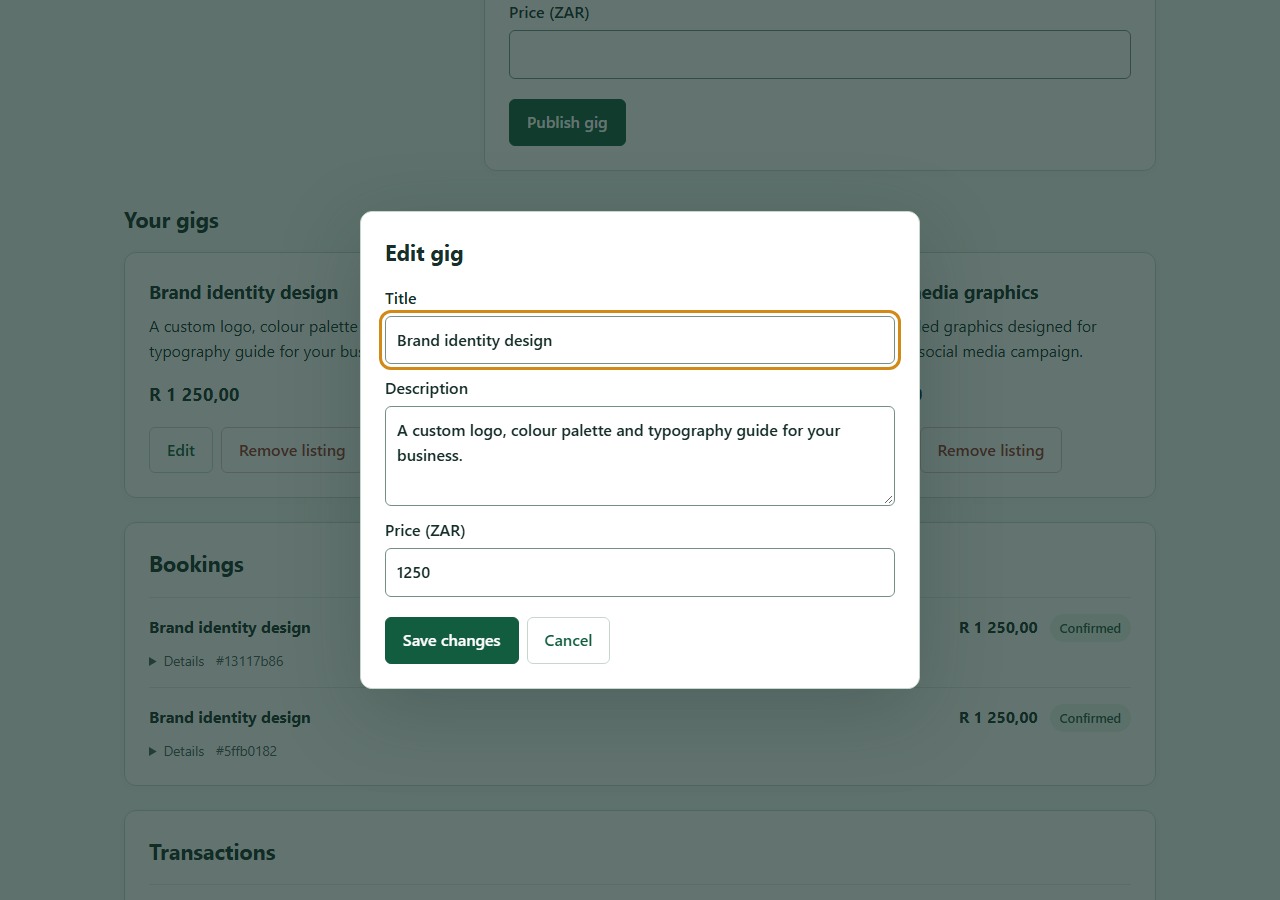 Price (ZAR)
Publish gig
Your gigs
Brand identity design
A custom logo, colour palette
typography guide for your
R 1 250,00
Edit
Remove listing
edia graphics
ed graphics designed for
social media campaign.
Remove listing
Edit gig
Title
Brand identity design
Description
A custom logo, colour palette and typography guide for your
business.
Price (ZAR)
1250
Save changes
Cancel
Bookings
Brand identity design
R 1 250,00
Confirmed
Details #13117b86
Brand identity design
R 1 250,00
Confirmed
Details #5ffb0182
Transactions